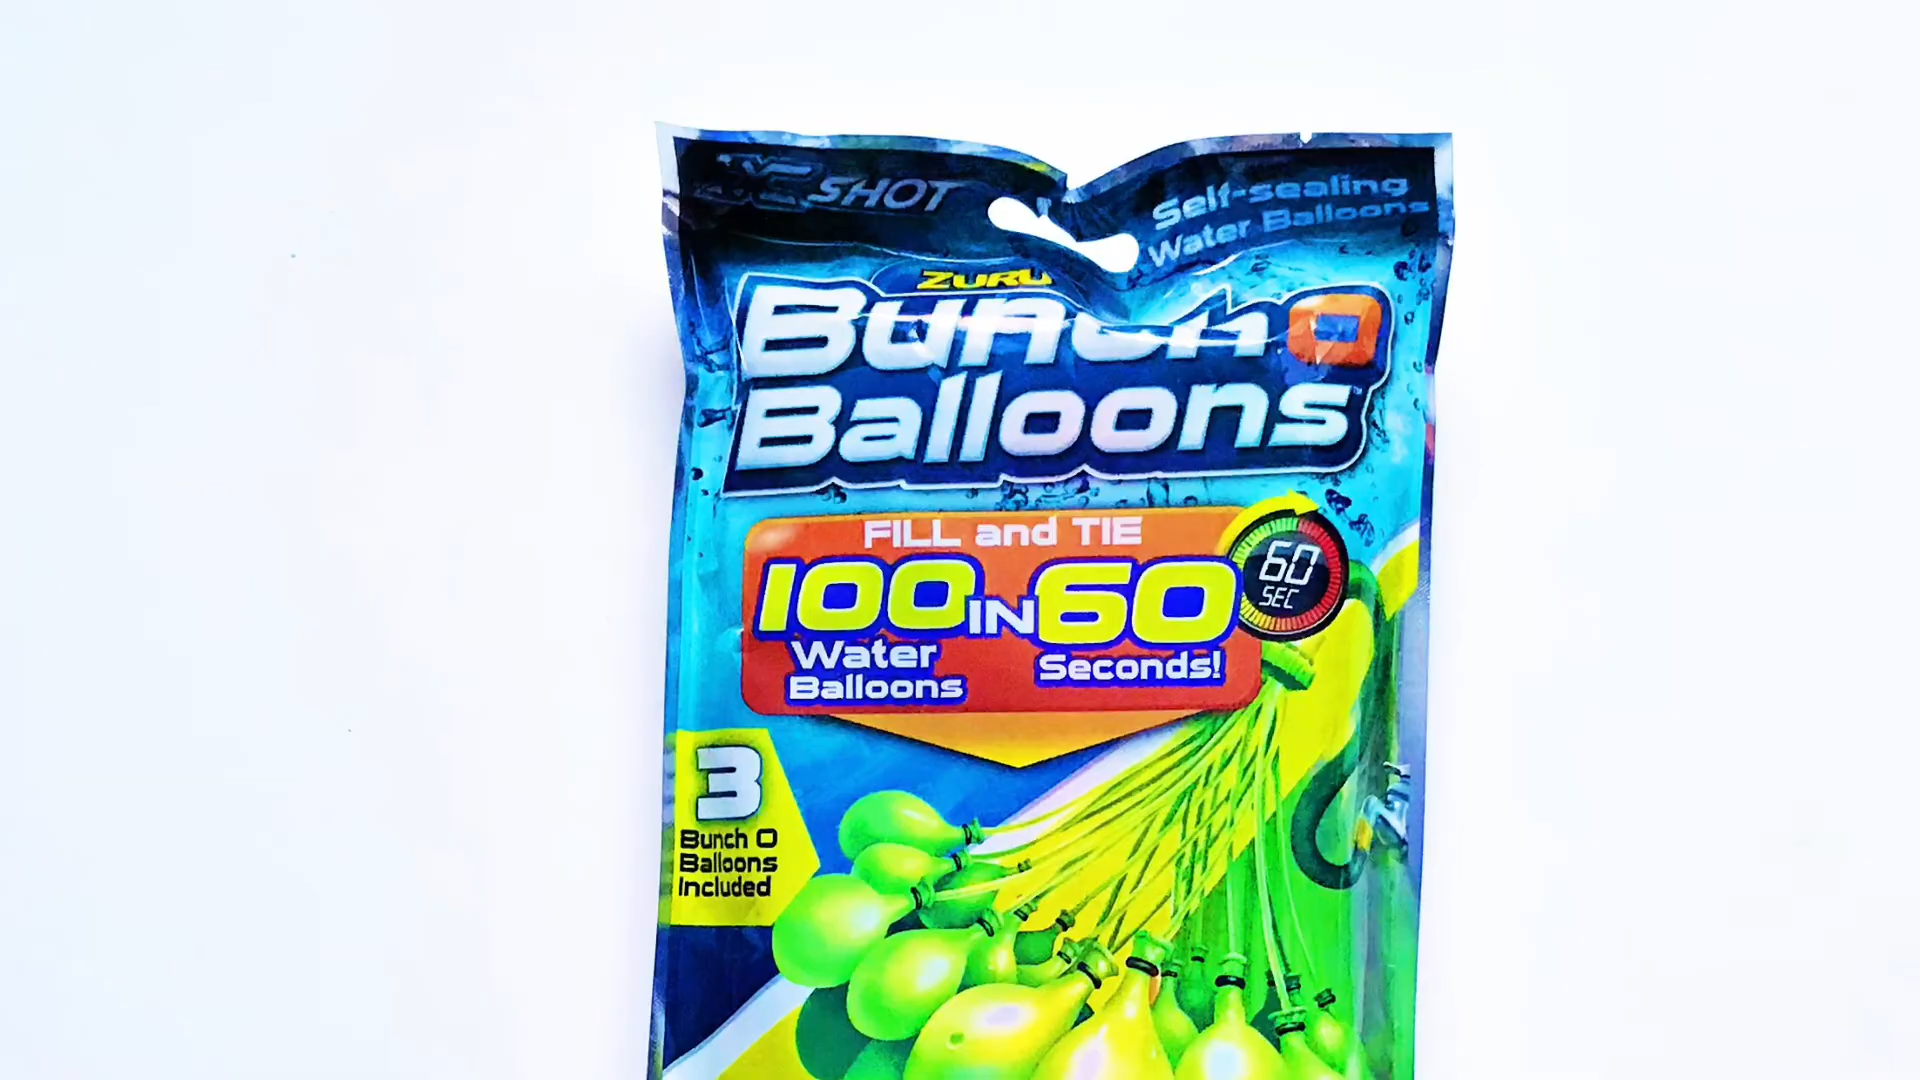 X SHOT
Self-sealing
Water Balloons
ZURU
Bunch O
Balloons
FILL and TIE
100 IN 60
Water
Balloons
Seconds!
60
SEC
3
Bunch O
Balloons
Included